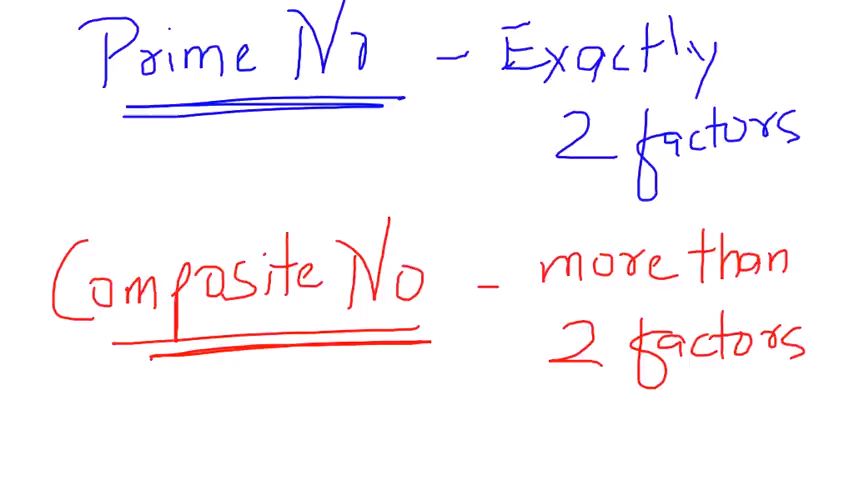 Prime No - Exactly
2 factors
Composite No - more than
2 factors